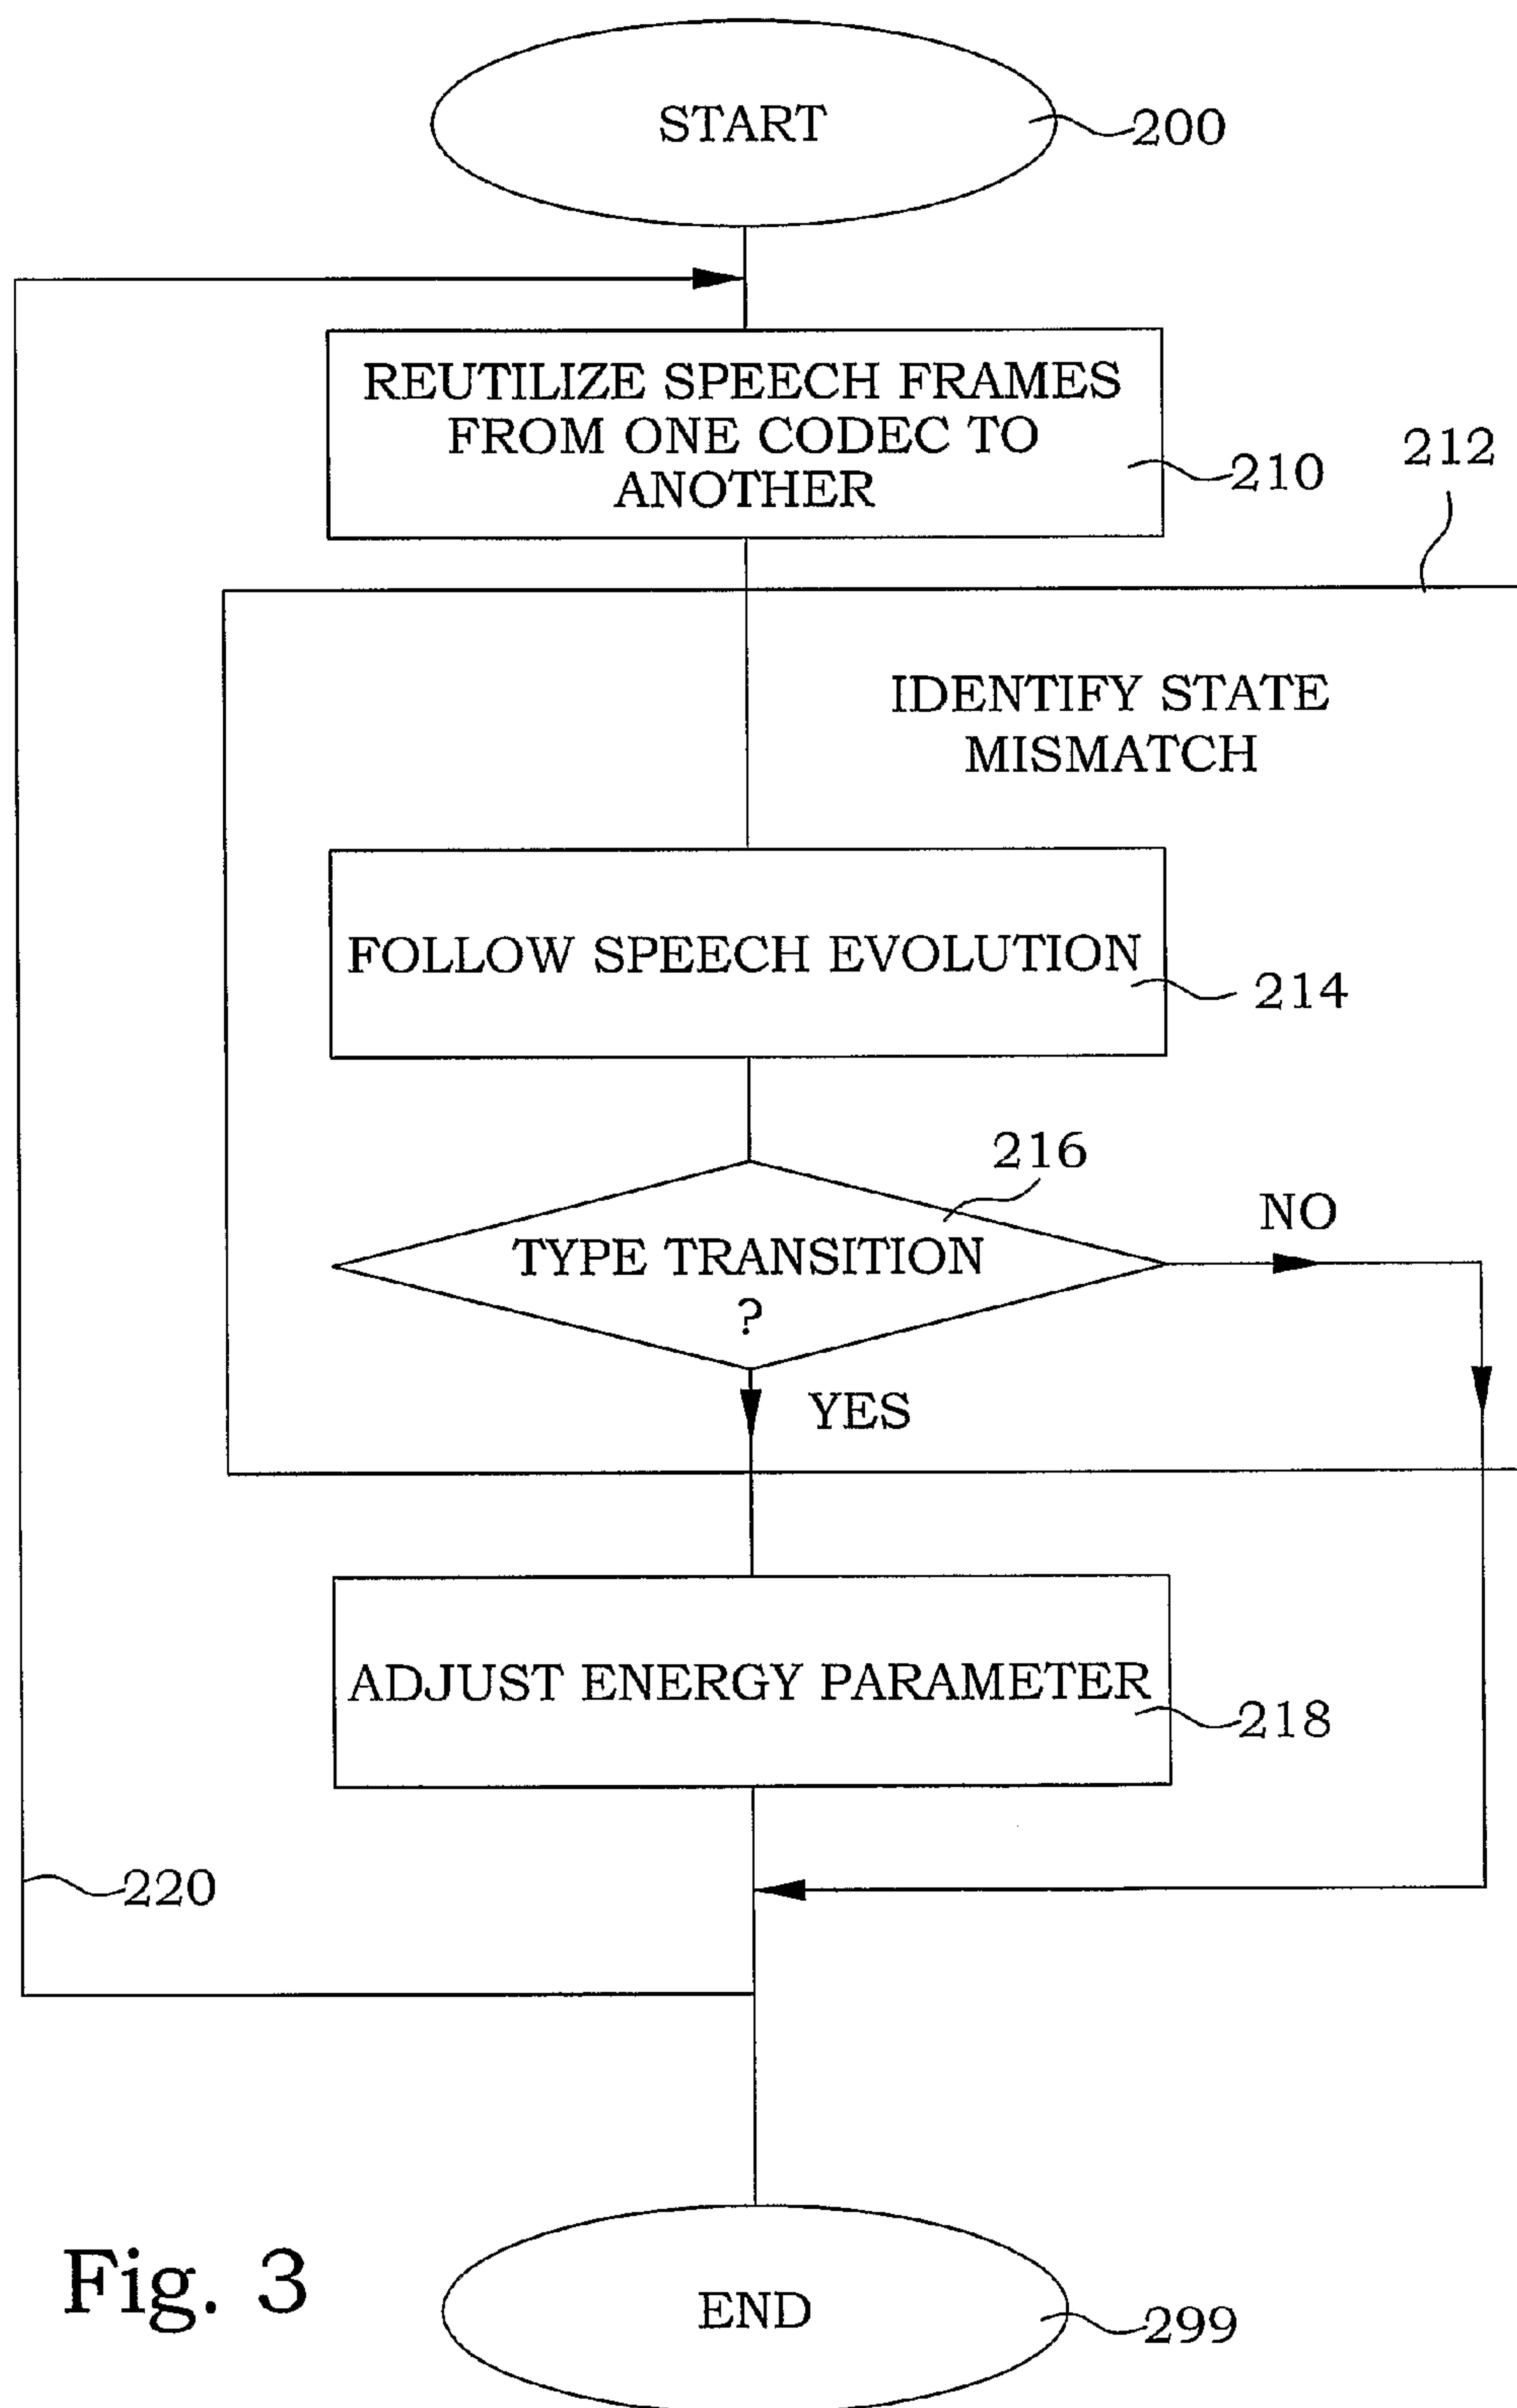 START
200
REUTILIZE SPEECH FRAMES
FROM ONE CODEC TO
ANOTHER
210
212
IDENTIFY STATE
MISMATCH
FOLLOW SPEECH EVOLUTION
214
216
TYPE TRANSITION
?
NO
YES
ADJUST ENERGY PARAMETER
218
220
END
299
Fig. 3